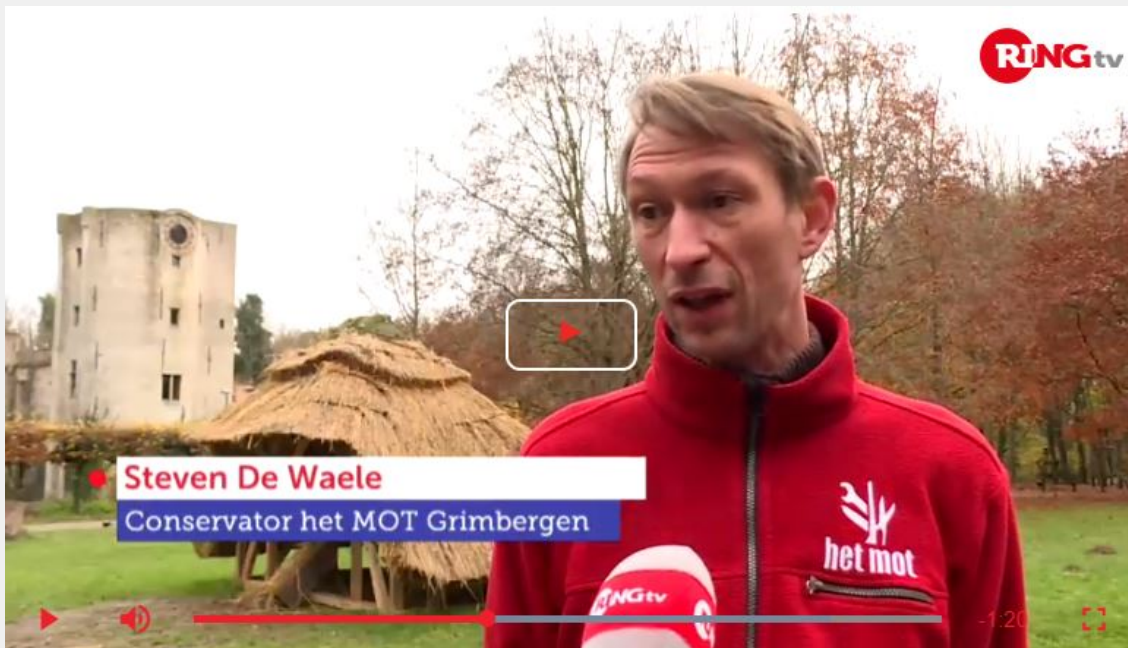 RINGtv
Steven De Waele
Conservator het MOT Grimbergen
het mot
RINGtv
-1:20